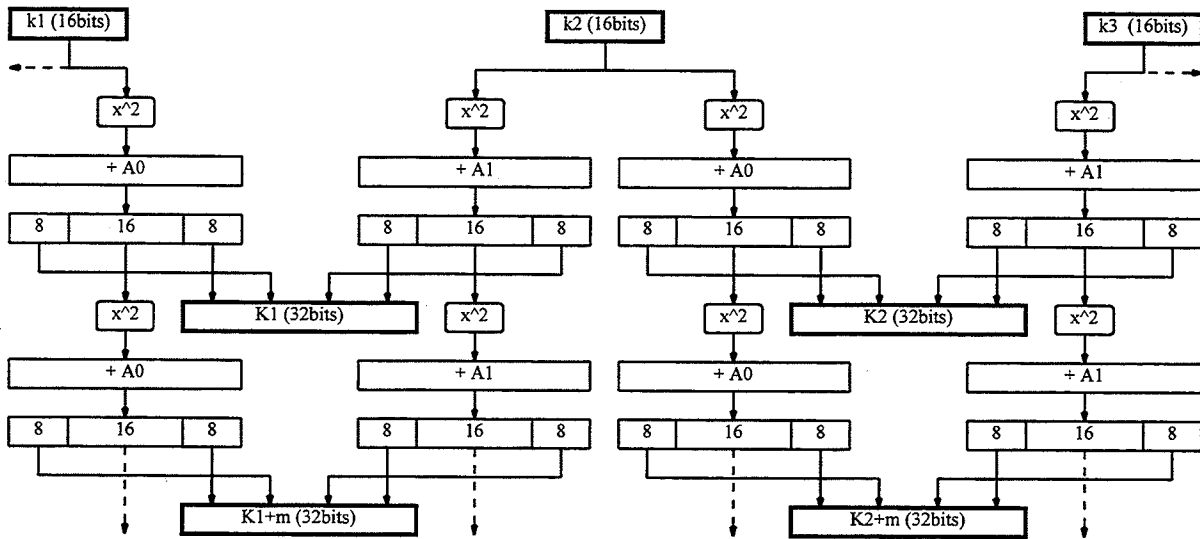 k1 (16bits) k2 (16bits) k3 (16bits)
x^2 x^2 x^2 x^2
+ A0 + A1 + A0 + A1
8 16 8 8 16 8 8 16 8 8 16 8
K1 (32bits) K2 (32bits)
x^2 x^2 x^2 x^2
+ A0 + A1 + A0 + A1
8 16 8 8 16 8 8 16 8 8 16 8
K1+m (32bits) K2+m (32bits)